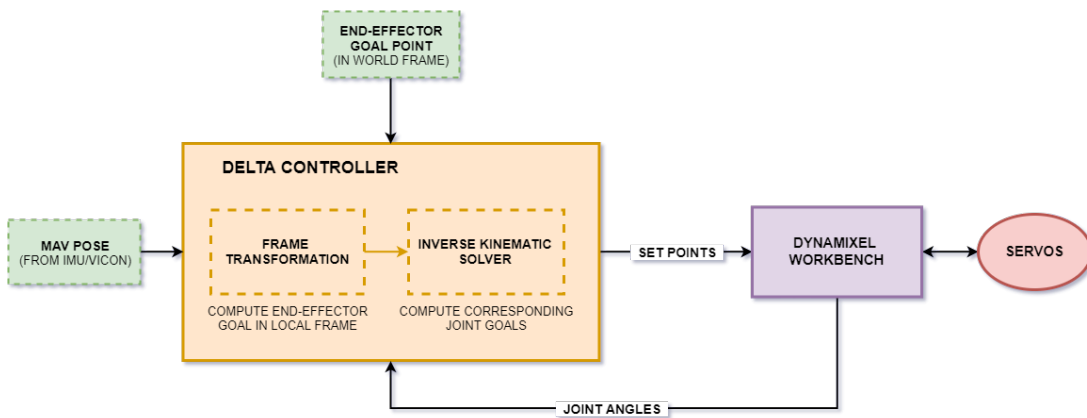 END-EFFECTOR
GOAL POINT
(IN WORLD FRAME)
DELTA CONTROLLER
MAV POSE
(FROM IMU/VICON)
FRAME
TRANSFORMATION
COMPUTE END-EFFECTOR
GOAL IN LOCAL FRAME
INVERSE KINEMATIC
SOLVER
COMPUTE CORRESPONDING
JOINT GOALS
SET POINTS
DYNAMIXEL
WORKBENCH
SERVOS
JOINT ANGLES